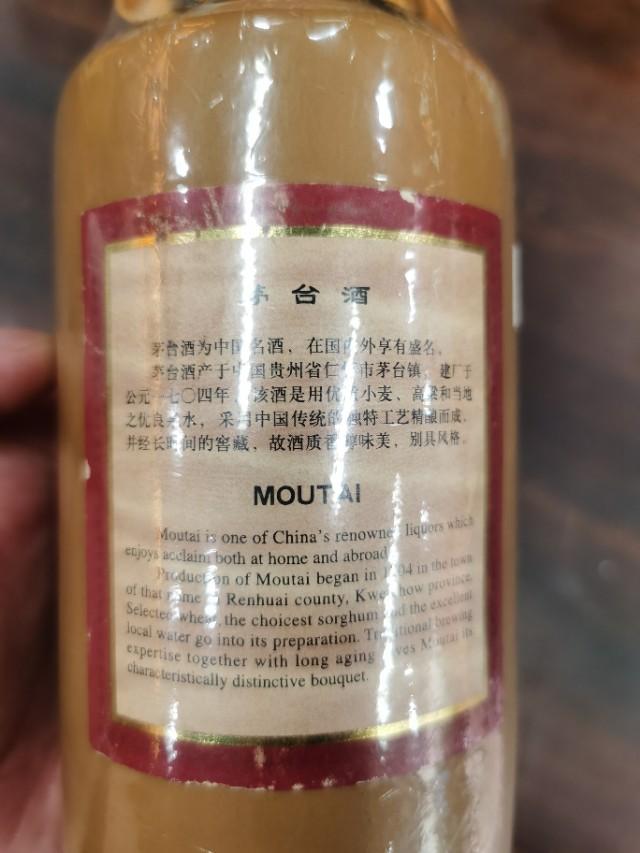 茅台酒
茅台酒为中国名酒，在国内外享有盛名。
茅台酒产于中国贵州省仁怀市茅台镇，建厂于
公元一七〇四年，该酒是用优质小麦、高粱和当地
之优良泉水，采用中国传统的独特工艺精酿而成，
并经长时间的窖藏，故酒质香醇味美，别具风格。
MOUTAI
Moutai is one of China's renowned liquors which
enjoys acclaim both at home and abroad
Production of Moutai began in 1704 in the town
of that name in Renhuai county, Kweichow province.
Selected wheat, the choicest sorghum and the excellent
local water go into its preparation. Traditional brewing
expertise together with long aging gives Moutai its
characteristically distinctive bouquet.